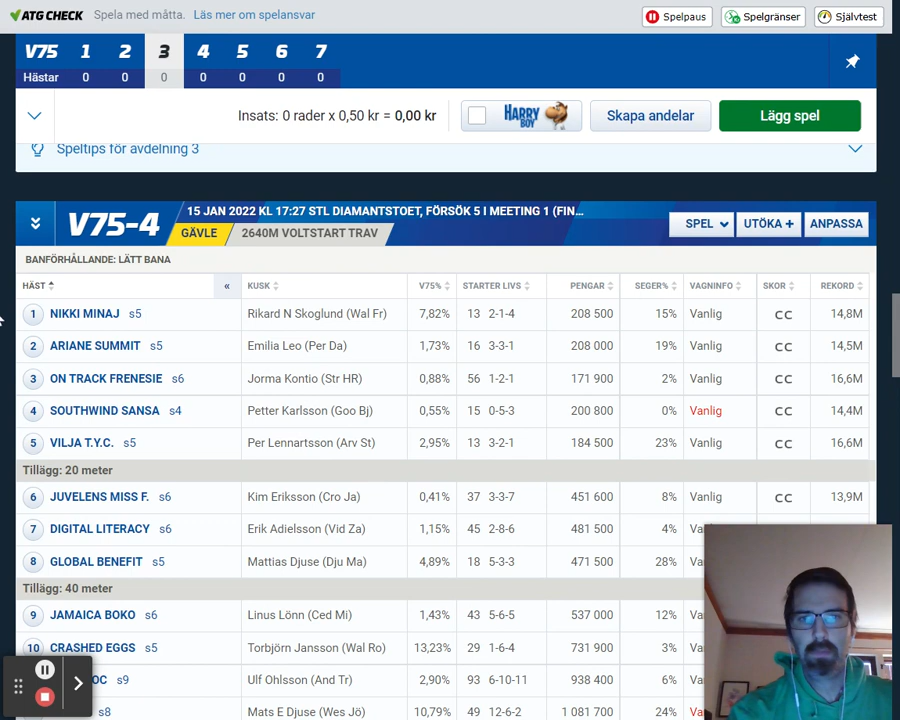 ATG CHECK Spela med måtta. Läs mer om spelansvar Spelpaus Spelgränser Självtest
V75 1 2 3 4 5 6 7
Hästar 0 0 0 0 0 0 0
Insats: 0 rader x 0,50 kr = 0,00 kr HARRY BOY Skapa andelar Lägg spel
Speltips för avdelning 3
V75-4 15 JAN 2022 KL 17:27 STL DIAMANTSTOET, FÖRSÖK 5 I MEETING 1 (FIN... SPEL UTÖKA + ANPASSA
GÄVLE 2640M VOLTSTART TRAV
BANFÖRHÅLLANDE: LÄTT BANA
HÄST « KUSK V75% STARTER LIVS PENGAR SEGER% VAGNINFO SKOR REKORD
1 NIKKI MINAJ s5 Rikard N Skoglund (Wal Fr) 7,82% 13 2-1-4 208 500 15% Vanlig C C 14,8M
2 ARIANE SUMMIT s5 Emilia Leo (Per Da) 1,73% 16 3-3-1 208 000 19% Vanlig C C 14,5M
3 ON TRACK FRENESIE s6 Jorma Kontio (Str HR) 0,88% 56 1-2-1 171 900 2% Vanlig C C 16,6M
4 SOUTHWIND SANSA s4 Petter Karlsson (Goo Bj) 0,55% 15 0-5-3 200 800 0% Vanlig C C 14,4M
5 VILJA T.Y.C. s5 Per Lennartsson (Arv St) 2,95% 13 3-2-1 184 500 23% Vanlig C C 16,6M
Tillägg: 20 meter
6 JUVELENS MISS F. s6 Kim Eriksson (Cro Ja) 0,41% 37 3-3-7 451 600 8% Vanlig C C 13,9M
7 DIGITAL LITERACY s6 Erik Adielsson (Vid Za) 1,15% 45 2-8-6 481 500 4%
8 GLOBAL BENEFIT s5 Mattias Djuse (Dju Ma) 4,89% 18 5-3-3 471 500 28%
Tillägg: 40 meter
9 JAMAICA BOKO s6 Linus Lönn (Ced Mi) 1,43% 43 5-6-5 537 000 12%
10 CRASHED EGGS s5 Torbjörn Jansson (Wal Ro) 13,23% 29 1-6-4 731 900 3%
s9 Ulf Ohlsson (And Tr) 2,90% 93 6-10-11 938 400 6%
s8 Mats E Djuse (Wes Jö) 10,79% 49 12-6-2 1 081 700 24%